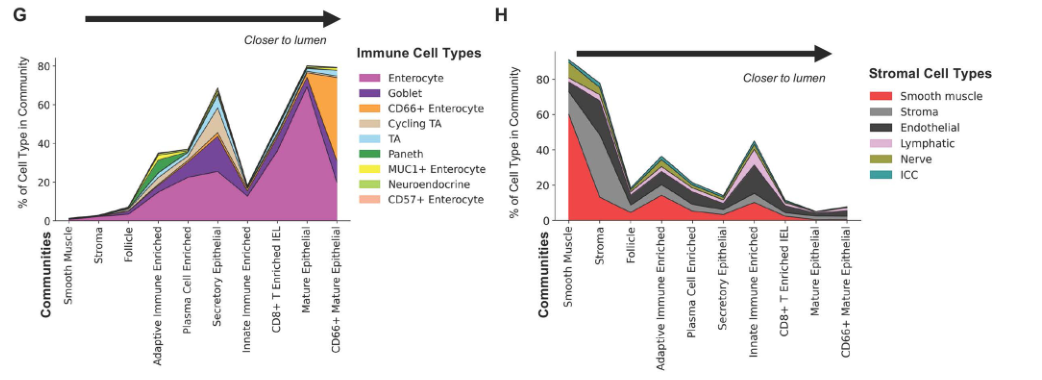 G
Closer to lumen
% of Cell Type in Community
80
60
40
20
0
Communities
Smooth Muscle
Stroma
Follicle
Adaptive Immune Enriched
Plasma Cell Enriched
Secretory Epithelial
Innate Immune Enriched
CD8+ T Enriched IEL
Mature Epithelial
CD66+ Mature Epithelial
Immune Cell Types
Enterocyte
Goblet
CD66+ Enterocyte
Cycling TA
TA
Paneth
MUC1+ Enterocyte
Neuroendocrine
CD57+ Enterocyte
H
Closer to lumen
% of Cell Type in Community
80
60
40
20
0
Communities
Smooth Muscle
Stroma
Follicle
Adaptive Immune Enriched
Plasma Cell Enriched
Secretory Epithelial
Innate Immune Enriched
CD8+ T Enriched IEL
Mature Epithelial
CD66+ Mature Epithelial
Stromal Cell Types
Smooth muscle
Stroma
Endothelial
Lymphatic
Nerve
ICC